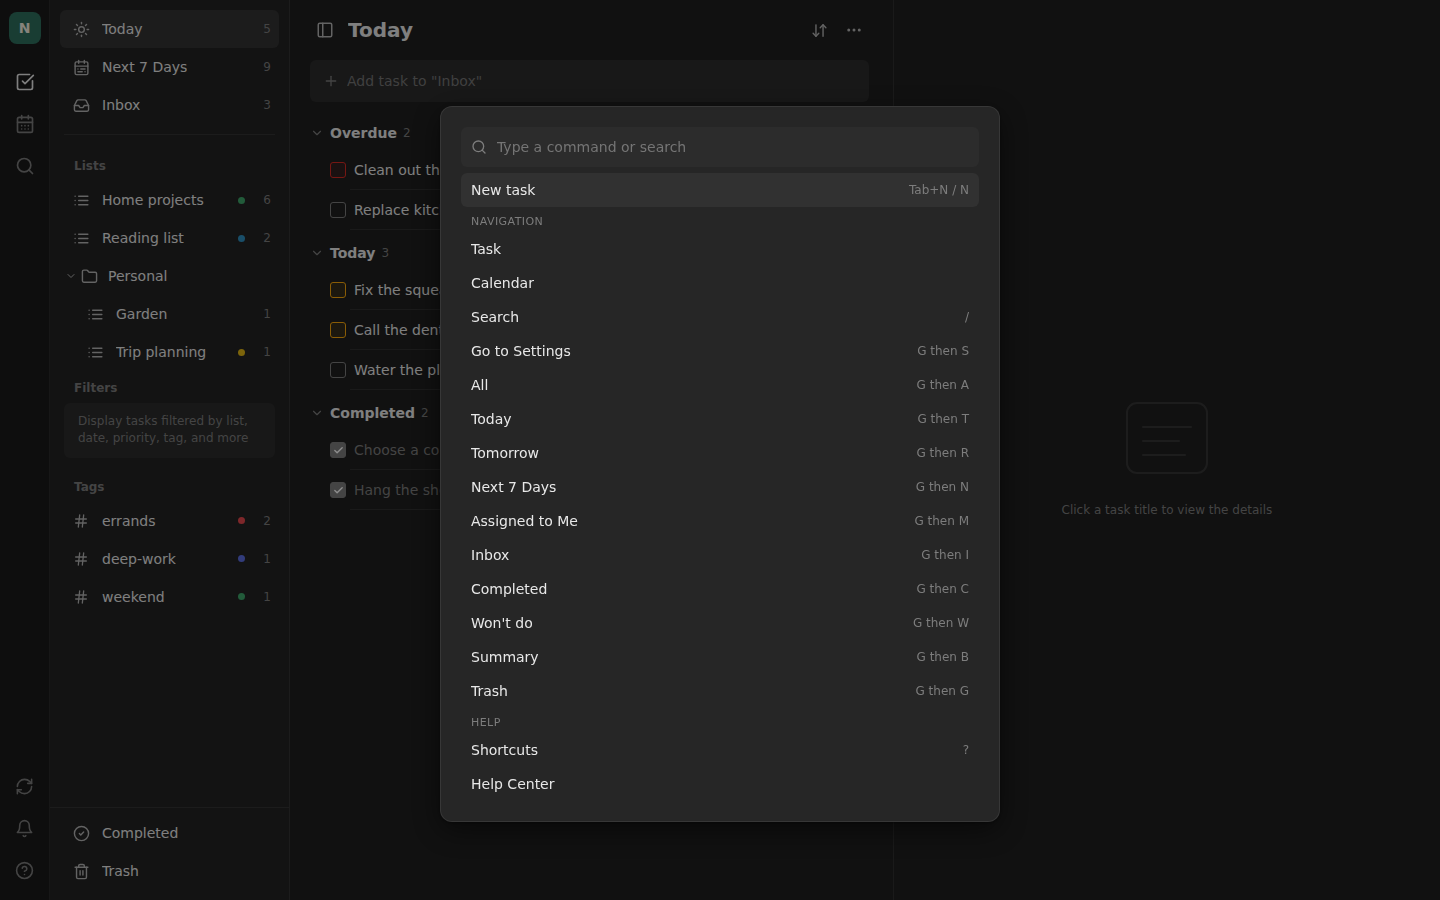 N
Today 5
Next 7 Days 9
Inbox 3
Lists
Home projects 6
Reading list 2
Personal
Garden 1
Trip planning 1
Filters
Display tasks filtered by list,
date, priority, tag, and more
Tags
errands 2
deep-work 1
weekend 1
Completed
Trash
Today
Add task to "Inbox"
Overdue 2
Clean out th
Replace kitc
Today 3
Fix the sque
Call the den
Water the pl
Completed 2
Choose a co
Hang the sh
Type a command or search
New task Tab+N / N
NAVIGATION
Task
Calendar
Search /
Go to Settings G then S
All G then A
Today G then T
Tomorrow G then R
Next 7 Days G then N
Assigned to Me G then M
Inbox G then I
Completed G then C
Won't do G then W
Summary G then B
Trash G then G
HELP
Shortcuts ?
Help Center
Click a task title to view the details